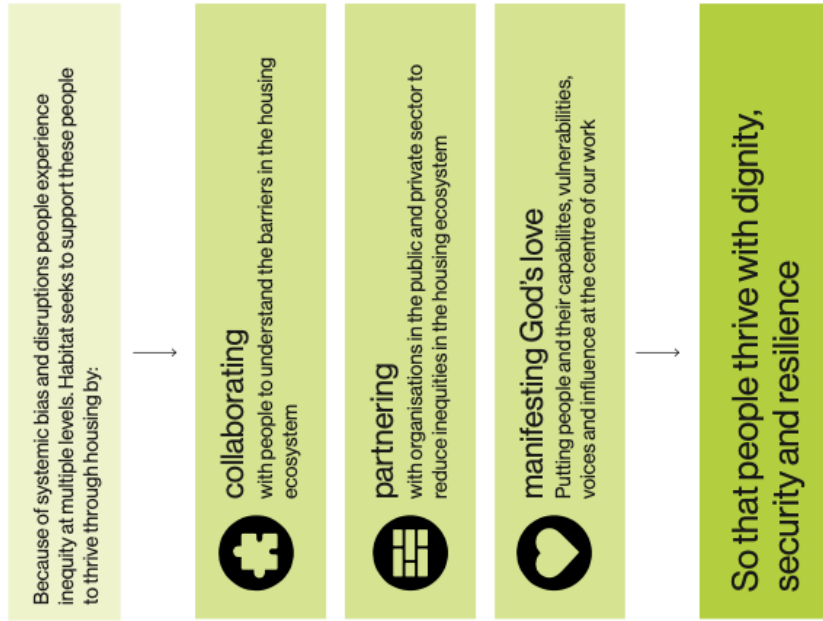 Because of systemic bias and disruptions people experience
inequity at multiple levels. Habitat seeks to support these people
to thrive through housing by:
collaborating
with people to understand the barriers in the housing
ecosystem
partnering
with organisations in the public and private sector to
reduce inequities in the housing ecosystem
manifesting God's love
Putting people and their capabilites, vulnerabilities,
voices and influence at the centre of our work
So that people thrive with dignity,
security and resilience